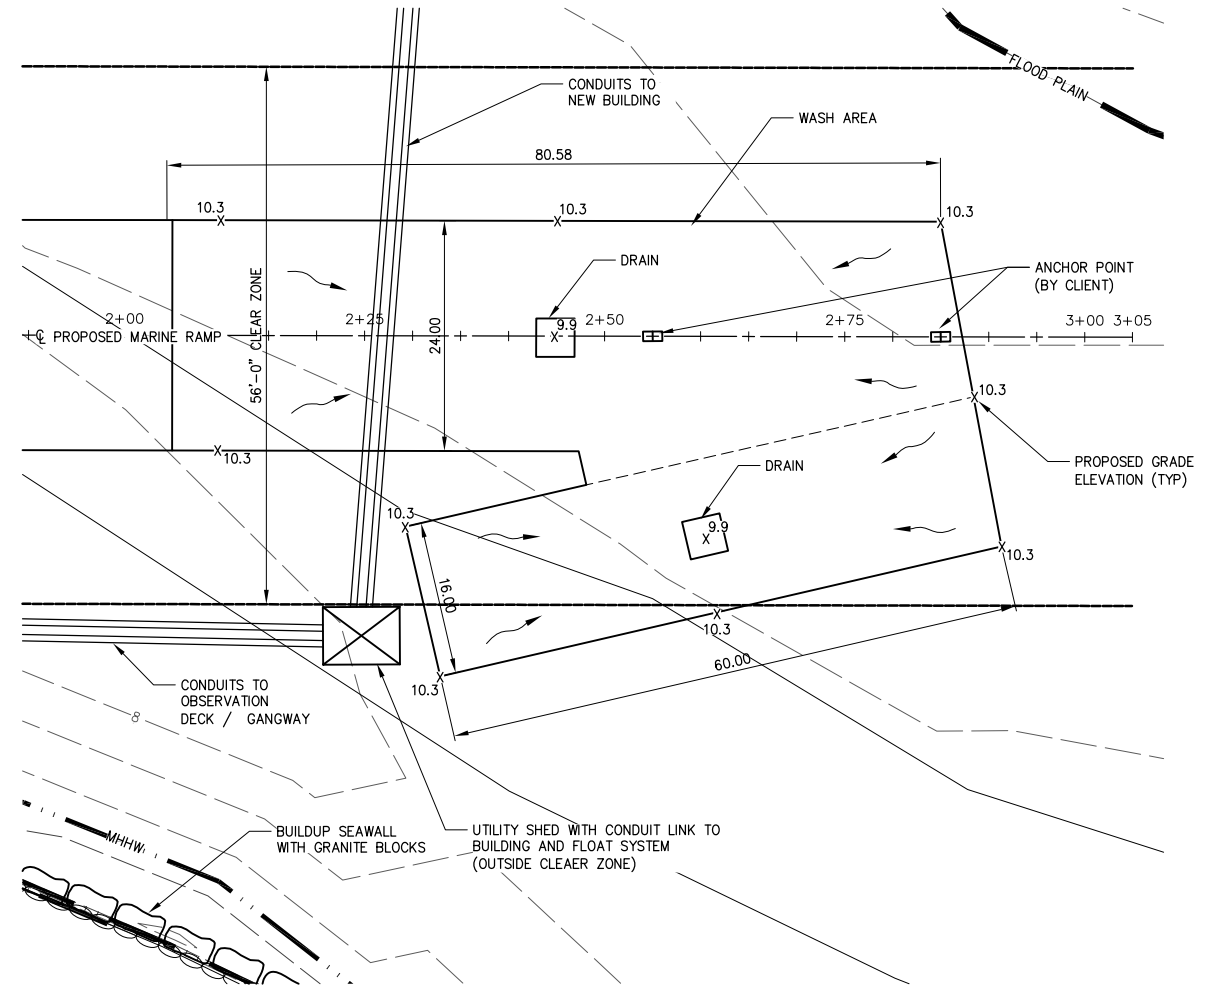 FLOOD PLAIN
CONDUITS TO
NEW BUILDING
WASH AREA
80.58
10.3
10.3
10.3
DRAIN
ANCHOR POINT
(BY CLIENT)
56'-0" CLEAR ZONE
24.00
2+00
2+25
9.9
2+50
2+75
3+00
3+05
℄ PROPOSED MARINE RAMP
10.3
10.3
DRAIN
PROPOSED GRADE
ELEVATION (TYP)
10.3
9.9
10.3
16.00
10.3
60.00
10.3
CONDUITS TO
OBSERVATION
DECK / GANGWAY
8
MHHW
BUILDUP SEAWALL
WITH GRANITE BLOCKS
UTILITY SHED WITH CONDUIT LINK TO
BUILDING AND FLOAT SYSTEM
(OUTSIDE CLEAER ZONE)